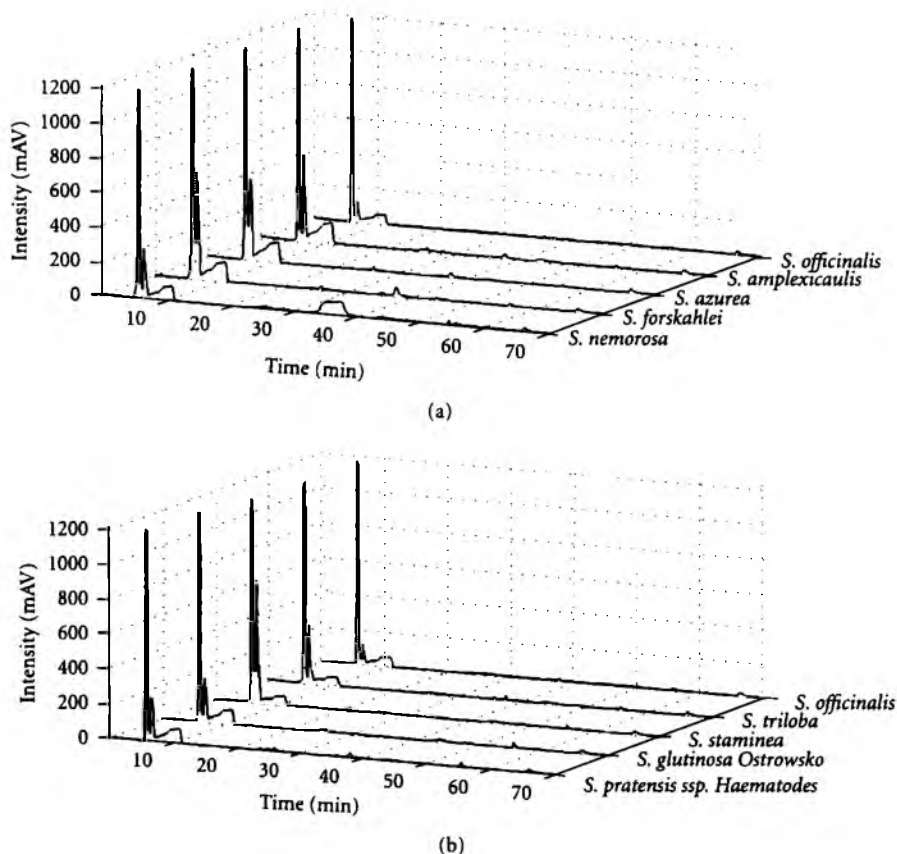 1200
1000
800
600
400
200
0
Intensity (mAV)
10
20
30
40
50
60
70
Time (min)
S. officinalis
S. amplexicaulis
S. azurea
S. forskahlei
S. nemorosa
(a)
1200
1000
800
600
400
200
0
Intensity (mAV)
10
20
30
40
50
60
70
Time (min)
S. officinalis
S. triloba
S. staminea
S. glutinosa Ostrowsko
S. pratensis ssp. Haematodes
(b)